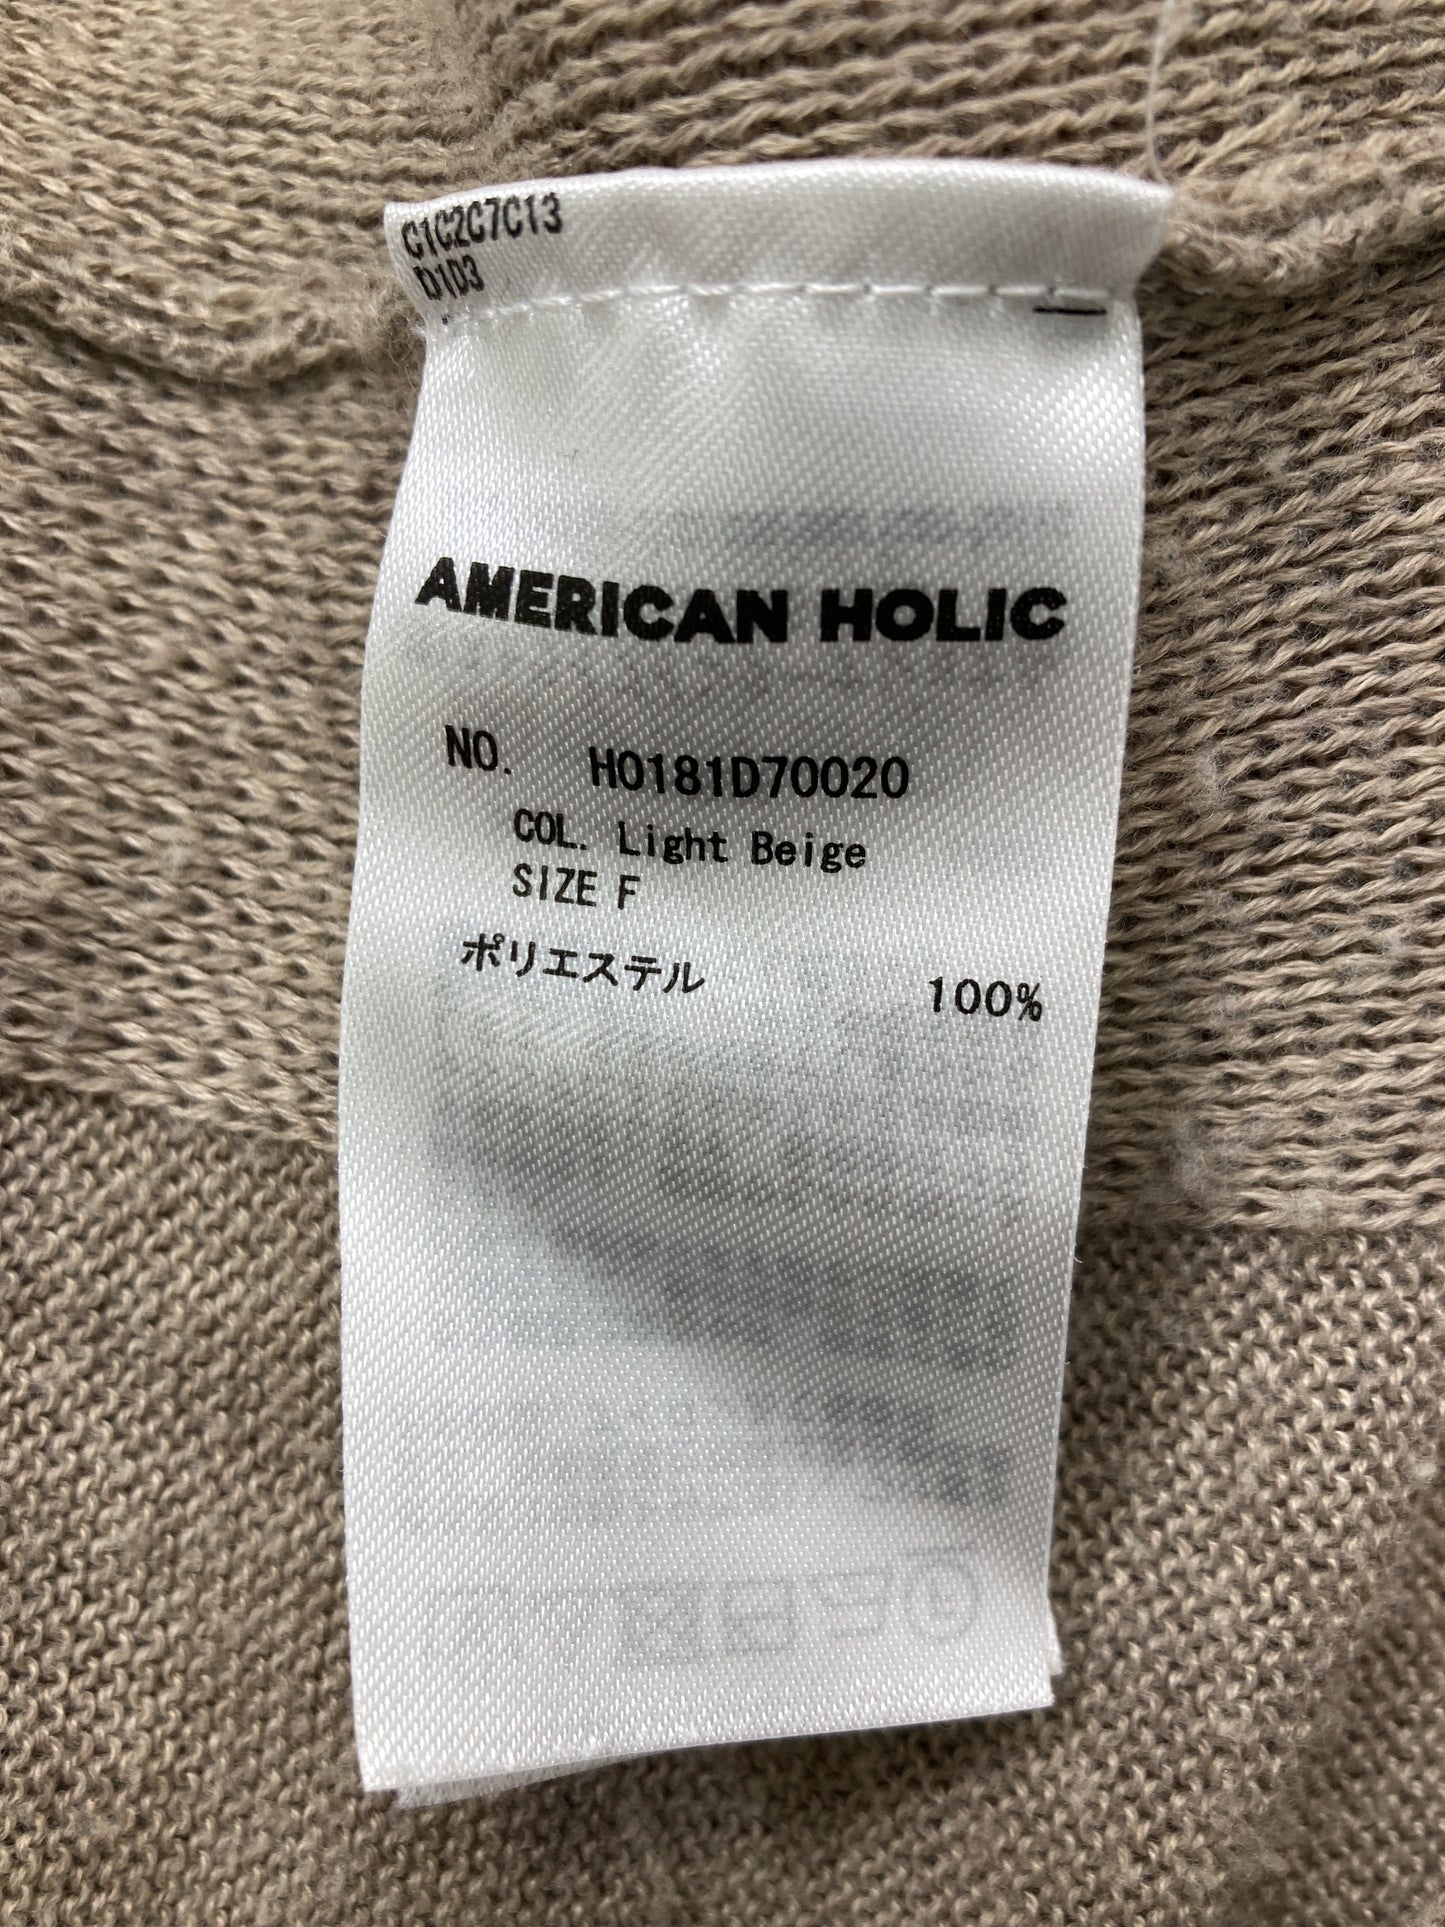 C1C2C7C13
D1D3
AMERICAN HOLIC
NO. H0181D70020
COL. Light Beige
SIZE F
ポリエステル 100%